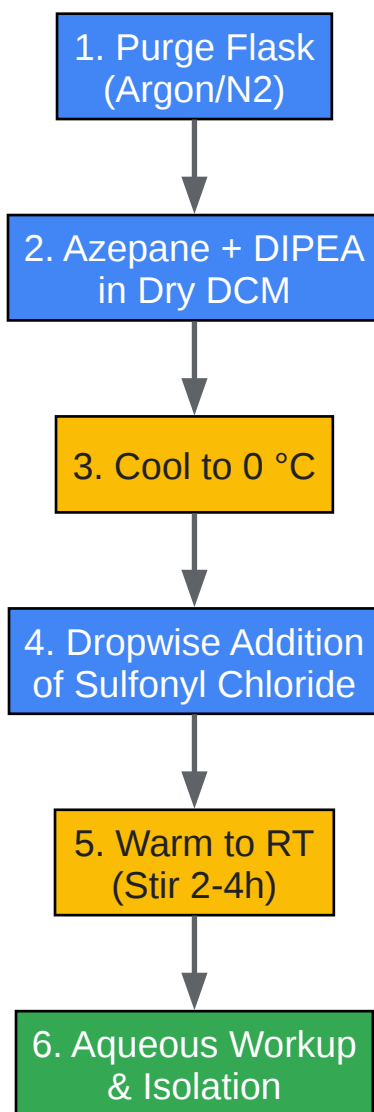 1. Purge Flask
(Argon/N2)
2. Azepane + DIPEA
in Dry DCM
3. Cool to 0 °C
4. Dropwise Addition
of Sulfonyl Chloride
5. Warm to RT
(Stir 2-4h)
6. Aqueous Workup
& Isolation